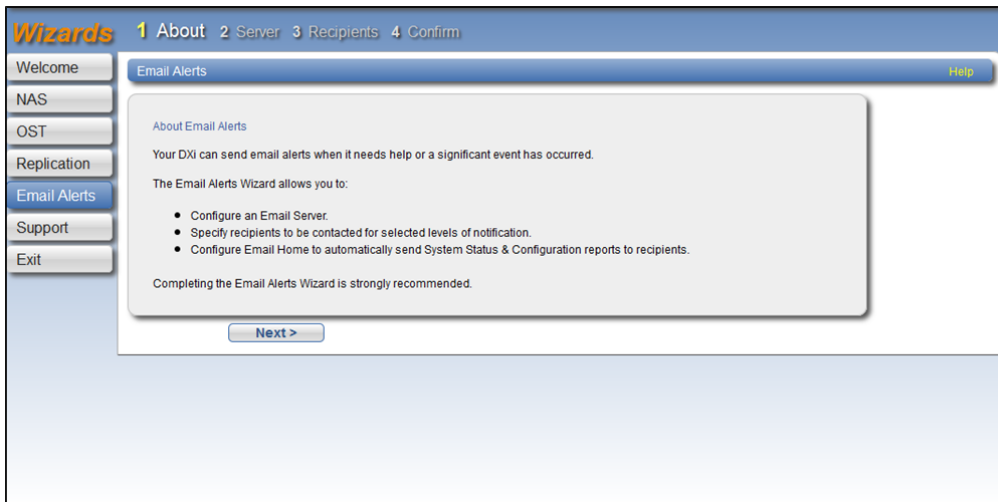 Wizards
1 About 2 Server 3 Recipients 4 Confirm
Welcome
NAS
OST
Replication
Email Alerts
Support
Exit
Email Alerts
Help
About Email Alerts
Your DXi can send email alerts when it needs help or a significant event has occurred.
The Email Alerts Wizard allows you to:
• Configure an Email Server.
• Specify recipients to be contacted for selected levels of notification.
• Configure Email Home to automatically send System Status & Configuration reports to recipients.
Completing the Email Alerts Wizard is strongly recommended.
Next >